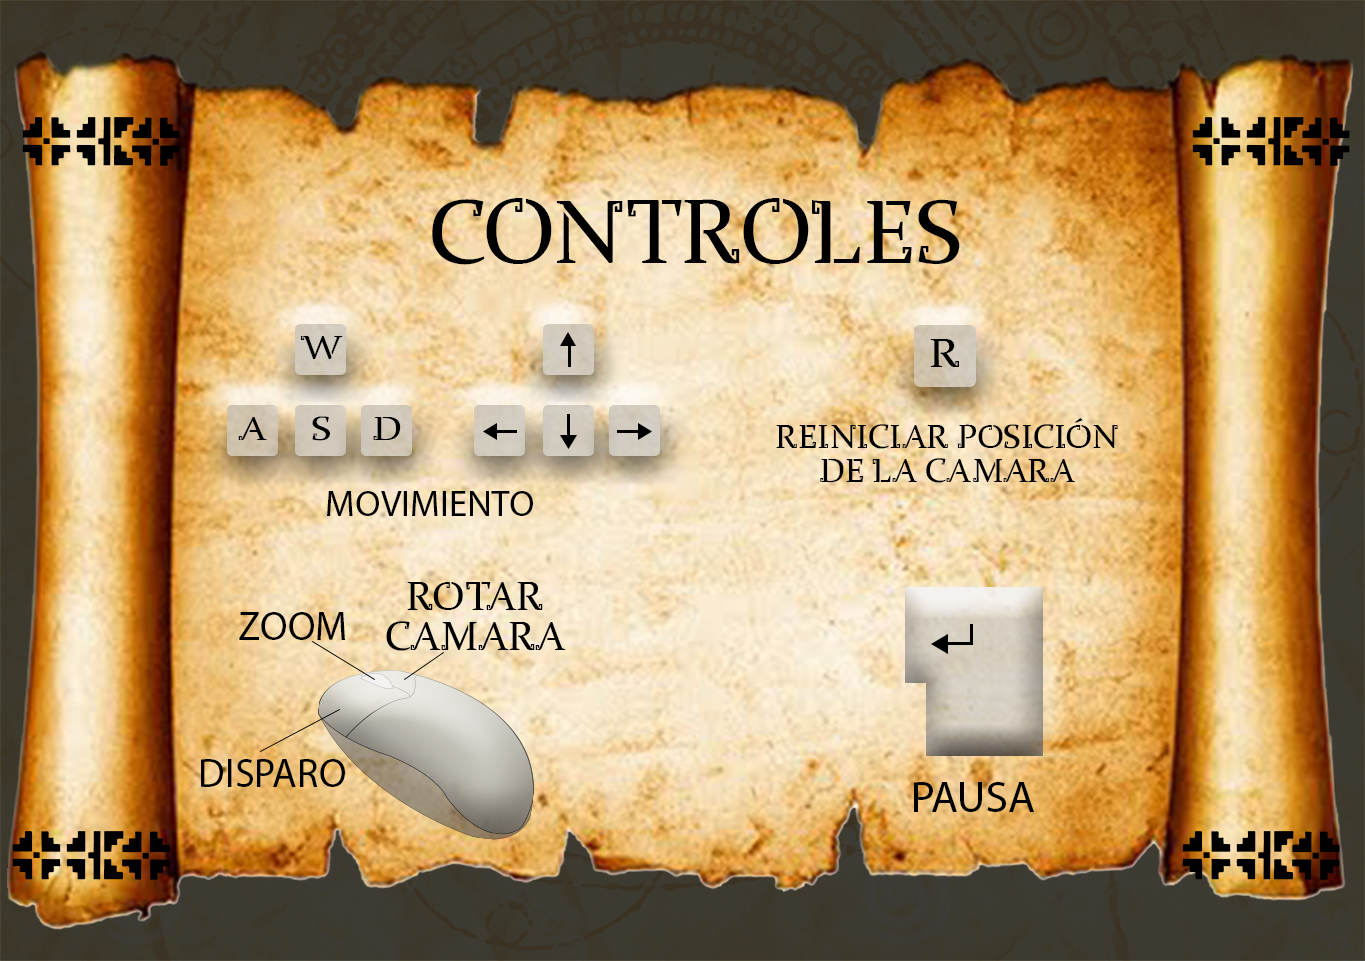 CONTROLES
W
A S D
MOVIMIENTO
R
REINICIAR POSICIÓN
DE LA CAMARA
ZOOM
ROTAR
CAMARA
DISPARO
PAUSA